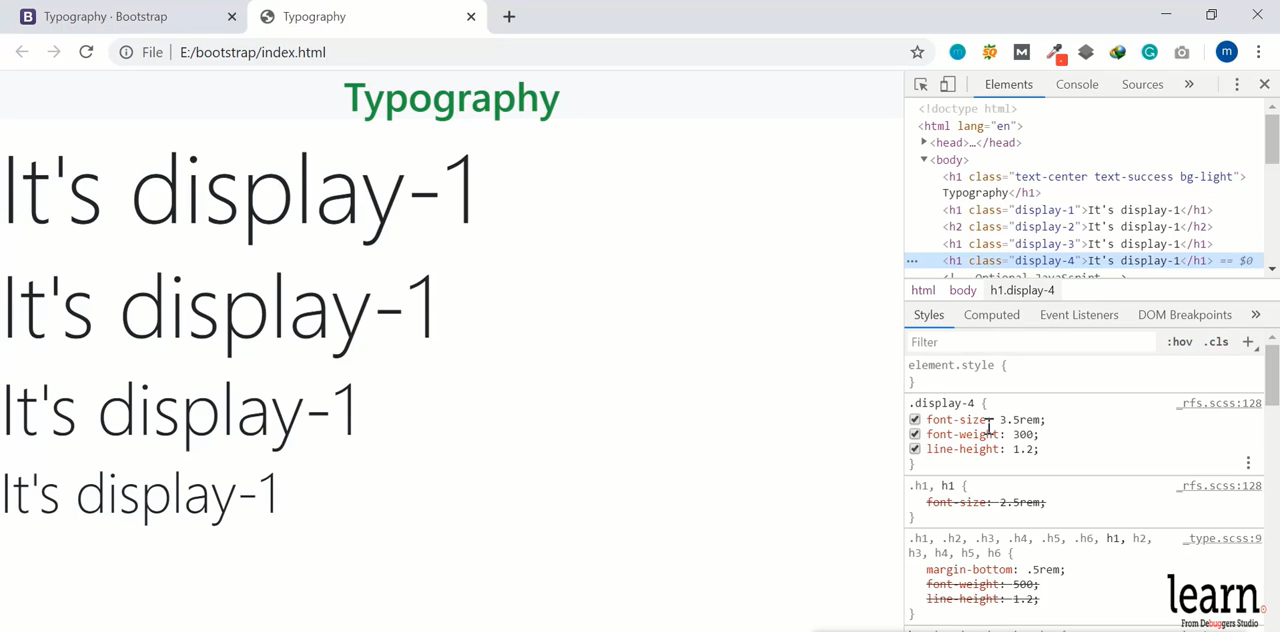 B Typography · Bootstrap
Typography
File E:/bootstrap/index.html
M
G
m
Typography
It's display-1
It's display-1
It's display-1
It's display-1
Elements Console Sources »
<!doctype html>
<html lang="en">
<head>…</head>
<body>
<h1 class="text-center text-success bg-light">
Typography</h1>
<h1 class="display-1">It's display-1</h1>
<h2 class="display-2">It's display-1</h2>
<h1 class="display-3">It's display-1</h1>
… <h1 class="display-4">It's display-1</h1> == $0
<!-- Optional JavaScript -->
html body h1.display-4
Styles Computed Event Listeners DOM Breakpoints »
Filter :hov .cls +
element.style {
}
.display-4 { _rfs.scss:128
font-size: 3.5rem;
font-weight: 300;
line-height: 1.2;
}
.h1, h1 { _rfs.scss:128
font-size: 2.5rem;
}
.h1, .h2, .h3, .h4, .h5, .h6, h1, h2, _type.scss:9
h3, h4, h5, h6 {
margin-bottom: .5rem;
font-weight: 500;
line-height: 1.2;
}
learn
From Debuggers Studio